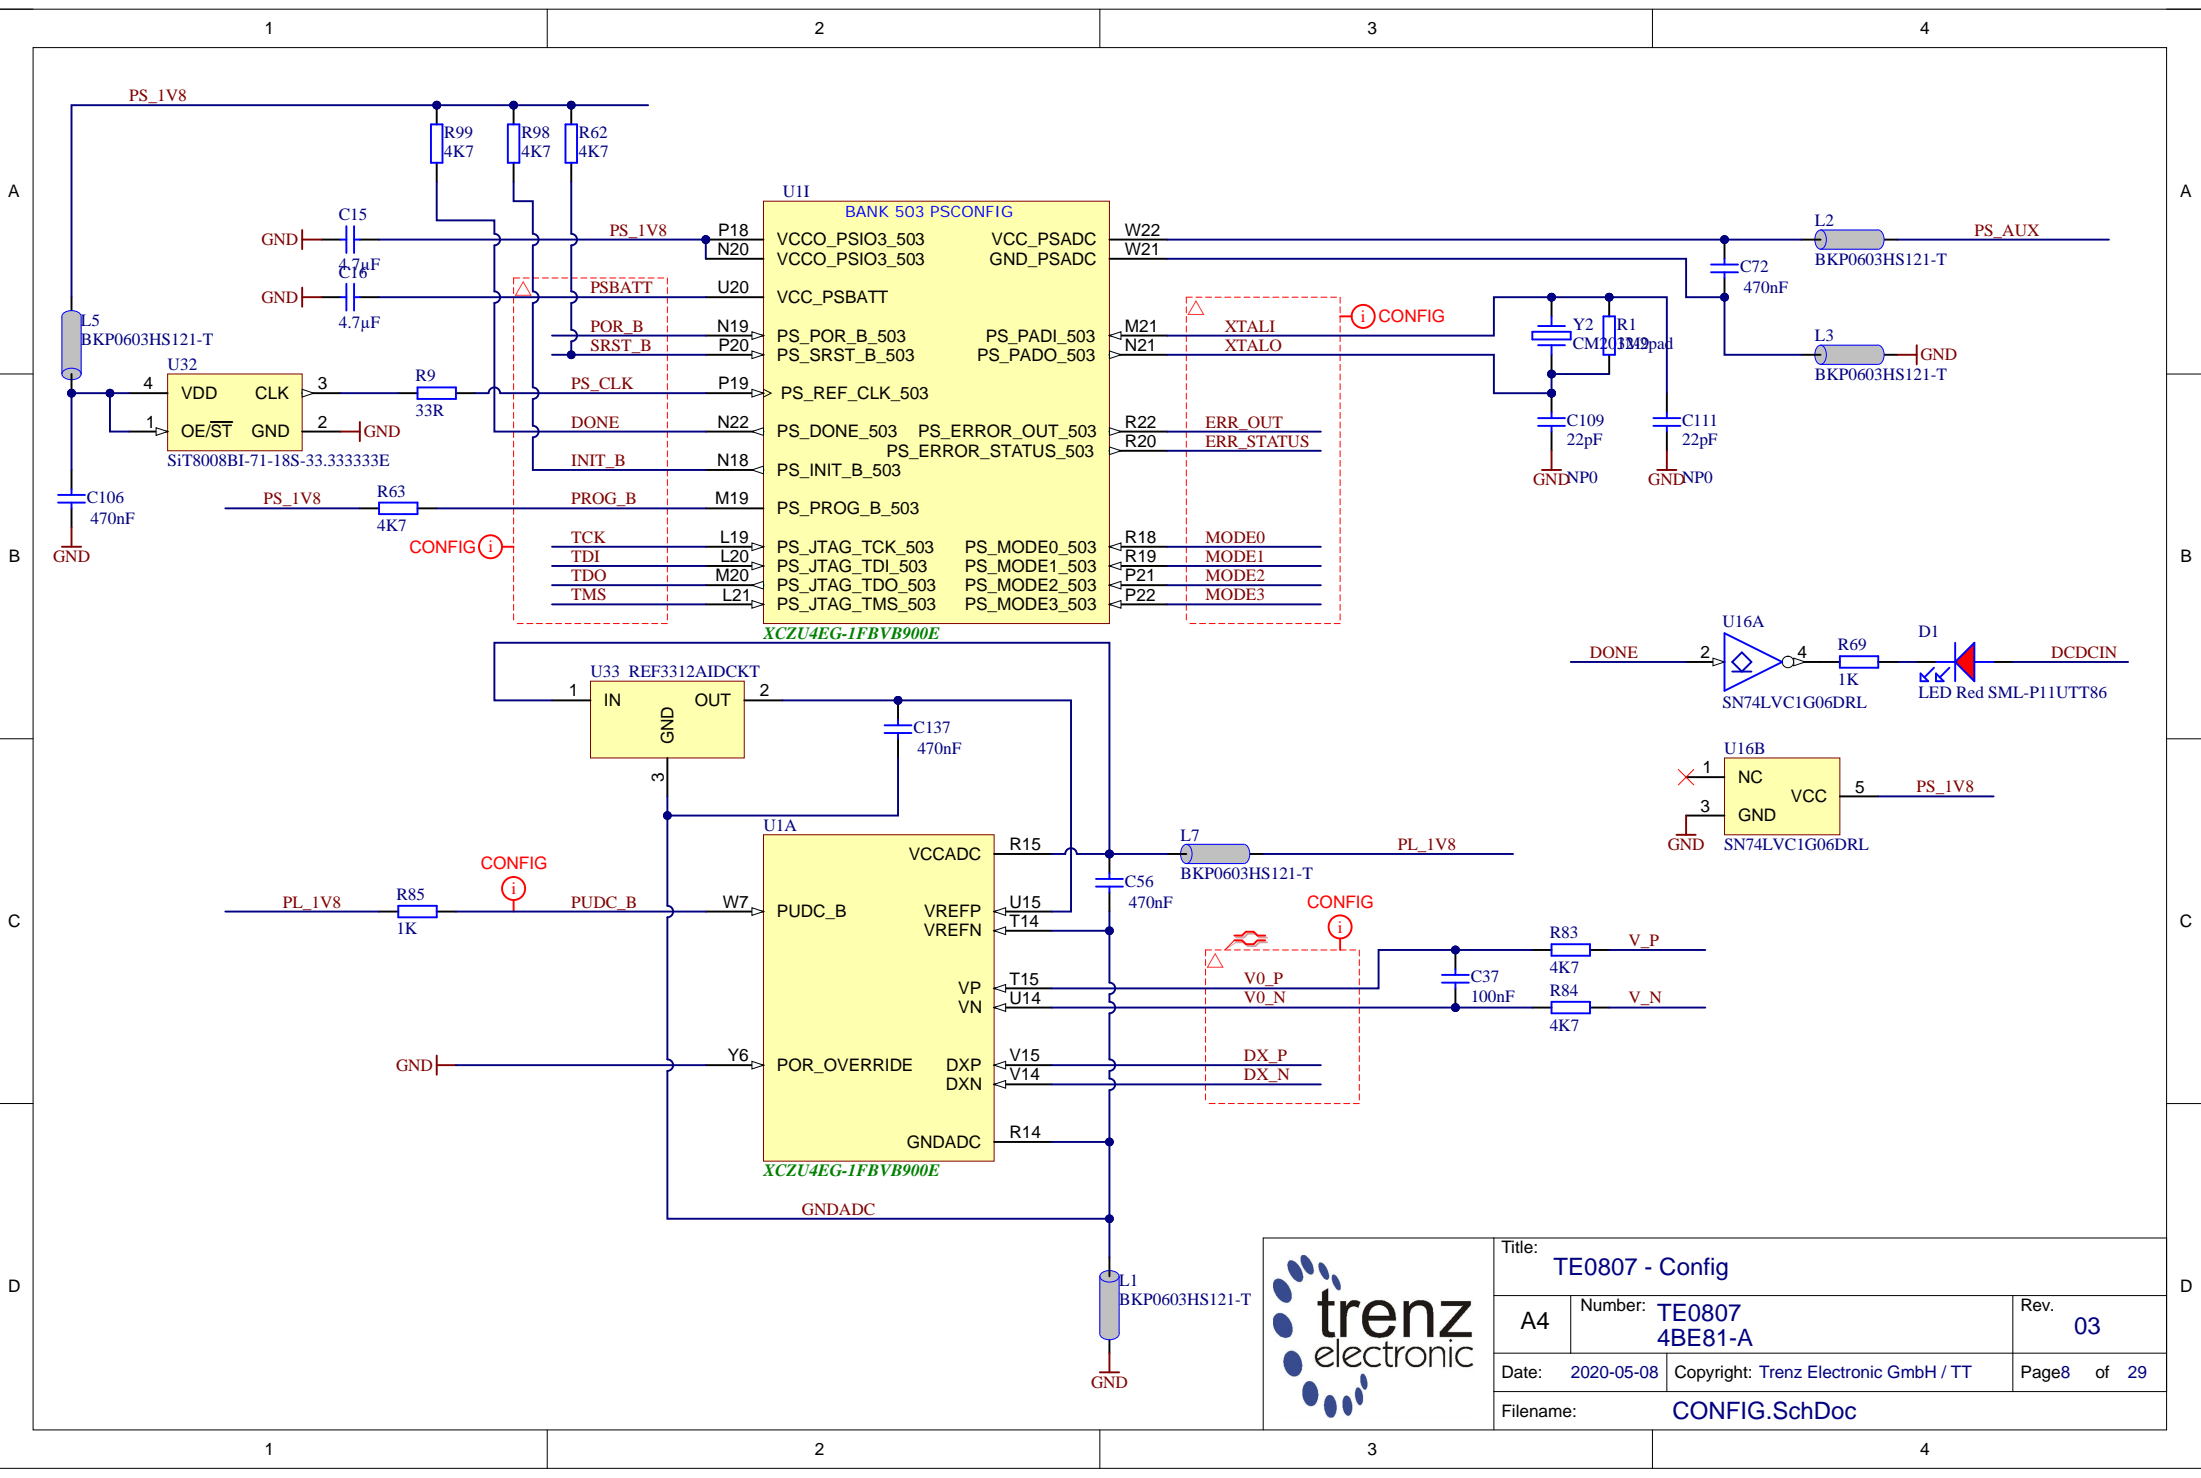 1 2 3 4
A
B
C
D
PS_1V8
R99
4K7
R98
4K7
R62
4K7
C15
GND
4.7µF
C16
GND
4.7µF
PS_1V8
PSBATT
POR_B
SRST_B
PS_CLK
DONE
INIT_B
PROG_B
TCK
TDI
TDO
TMS
CONFIG i
L5
BKP0603HS121-T
U32
4 VDD CLK 3
1 OE/ST GND 2 GND
SiT8008BI-71-18S-33.333333E
R9
33R
C106
470nF
GND
PS_1V8
R63
4K7
U1I
BANK 503 PSCONFIG
P18 VCCO_PSIO3_503
N20 VCCO_PSIO3_503
U20 VCC_PSBATT
N19 PS_POR_B_503
P20 PS_SRST_B_503
P19 PS_REF_CLK_503
N22 PS_DONE_503
N18 PS_INIT_B_503
M19 PS_PROG_B_503
L19 PS_JTAG_TCK_503
L20 PS_JTAG_TDI_503
M20 PS_JTAG_TDO_503
L21 PS_JTAG_TMS_503
VCC_PSADC W22
GND_PSADC W21
PS_PADI_503 M21 XTALI
PS_PADO_503 N21 XTALO
PS_ERROR_OUT_503 R22 ERR_OUT
PS_ERROR_STATUS_503 R20 ERR_STATUS
PS_MODE0_503 R18 MODE0
PS_MODE1_503 R19 MODE1
PS_MODE2_503 P21 MODE2
PS_MODE3_503 P22 MODE3
XCZU4EG-1FBVB900E
i CONFIG
Y2
R1
C109
22pF
GND NP0
C111
22pF
GND NP0
C72
470nF
L2
BKP0603HS121-T
PS_AUX
L3
BKP0603HS121-T
GND
DONE
U16A
2 4
SN74LVC1G06DRL
R69
1K
D1
LED Red SML-P11UTT86
DCDCIN
U16B
1 NC
VCC 5 PS_1V8
3 GND
GND
SN74LVC1G06DRL
U33 REF3312AIDCKT
1 IN OUT 2
GND
3
C137
470nF
U1A
VCCADC R15
W7 PUDC_B
VREFP U15
VREFN T14
VP T15
VN U14
Y6 POR_OVERRIDE
DXP V15
DXN V14
GNDADC R14
XCZU4EG-1FBVB900E
PL_1V8
R85
1K
CONFIG
i
PUDC_B
GND
GNDADC
L7
BKP0603HS121-T
PL_1V8
C56
470nF
CONFIG
i
V0_P
V0_N
DX_P
DX_N
C37
100nF
R83
4K7
V_P
R84
4K7
V_N
L1
BKP0603HS121-T
GND
trenz
electronic
Title:
TE0807 - Config
A4
Number: TE0807
4BE81-A
Rev.
03
Date: 2020-05-08
Copyright: Trenz Electronic GmbH / TT
Page8 of 29
Filename: CONFIG.SchDoc
A
B
C
D
1 2 3 4